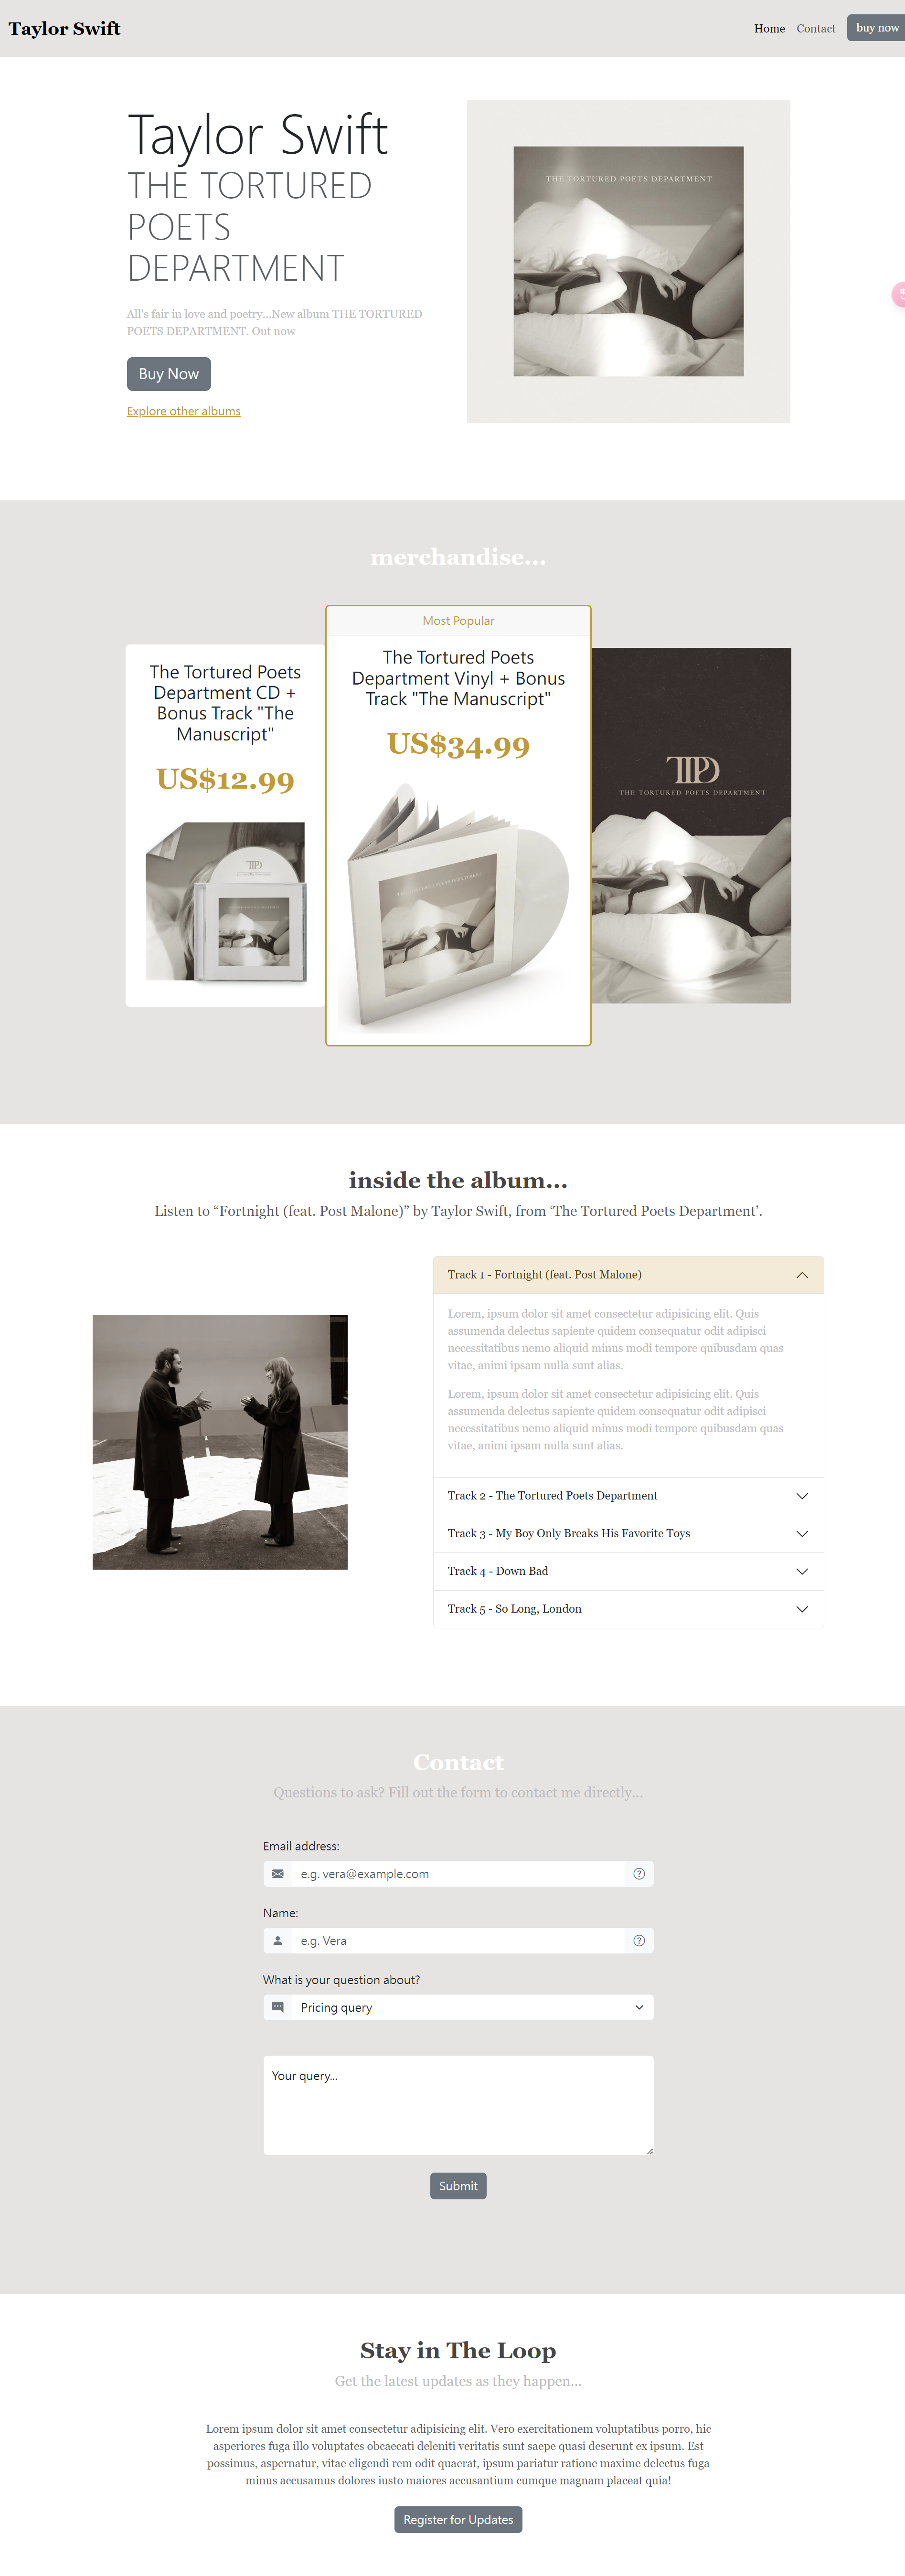 Taylor Swift
Home
Contact
buy now
Taylor Swift
THE TORTURED
POETS
DEPARTMENT
All's fair in love and poetry...New album THE TORTURED
POETS DEPARTMENT. Out now
Buy Now
Explore other albums
THE TORTURED POETS DEPARTMENT
merchandise...
The Tortured Poets
Department CD +
Bonus Track "The
Manuscript"
US$12.99
Most Popular
The Tortured Poets
Department Vinyl + Bonus
Track "The Manuscript"
US$34.99
THE TORTURED POETS DEPARTMENT
TTPD
THE TORTURED POETS DEPARTMENT
inside the album...
Listen to “Fortnight (feat. Post Malone)” by Taylor Swift, from ‘The Tortured Poets Department’.
Track 1 - Fortnight (feat. Post Malone)
Lorem, ipsum dolor sit amet consectetur adipisicing elit. Quis
assumenda delectus sapiente quidem consequatur odit adipisci
necessitatibus nemo aliquid minus modi tempore quibusdam quas
vitae, animi ipsam nulla sunt alias.
Lorem, ipsum dolor sit amet consectetur adipisicing elit. Quis
assumenda delectus sapiente quidem consequatur odit adipisci
necessitatibus nemo aliquid minus modi tempore quibusdam quas
vitae, animi ipsam nulla sunt alias.
Track 2 - The Tortured Poets Department
Track 3 - My Boy Only Breaks His Favorite Toys
Track 4 - Down Bad
Track 5 - So Long, London
Contact
Questions to ask? Fill out the form to contact me directly...
Email address:
e.g. vera@example.com
Name:
e.g. Vera
What is your question about?
Pricing query
Your query...
Submit
Stay in The Loop
Get the latest updates as they happen...
Lorem ipsum dolor sit amet consectetur adipisicing elit. Vero exercitationem voluptatibus porro, hic
asperiores fuga illo voluptates obcaecati deleniti veritatis sunt saepe quasi deserunt ex ipsum. Est
possimus, aspernatur, vitae eligendi rem odit quaerat, ipsum pariatur ratione maxime delectus fuga
minus accusamus dolores iusto maiores accusantium cumque magnam placeat quia!
Register for Updates